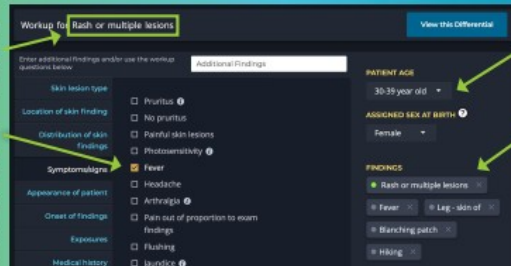 Workup for Rash or multiple lesions
View this Differential
Enter additional findings and/or use the workup
questions below
Additional Findings
Skin lesion type
Location of skin finding
Distribution of skin
findings
Symptoms/signs
Appearance of patient
Onset of findings
Exposures
Medical history
Pruritus
No pruritus
Painful skin lesions
Photosensitivity
Fever
Headache
Arthralgia
Pain out of proportion to exam
findings
Flushing
Jaundice
PATIENT AGE
30-39 year old
ASSIGNED SEX AT BIRTH
Female
FINDINGS
Rash or multiple lesions
Fever
Leg - skin of
Blanching patch
Hiking